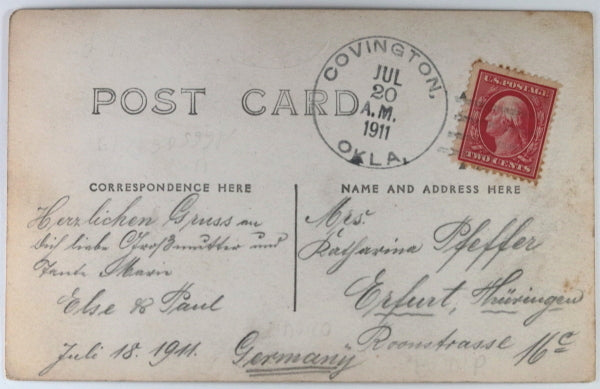 POST CARD
COVINGTON,
JUL
20
A.M.
1911
OKLA.
U.S. POSTAGE
TWO CENTS
CORRESPONDENCE HERE
Herzlichen Gruss an
Dich liebe Großmutter und
Tante Marie
Else & Paul
Juli 18. 1911.
NAME AND ADDRESS HERE
Mrs.
Katharina Pfeffer
Erfurt, Thüringen
Roonstrasse 16c
Germany